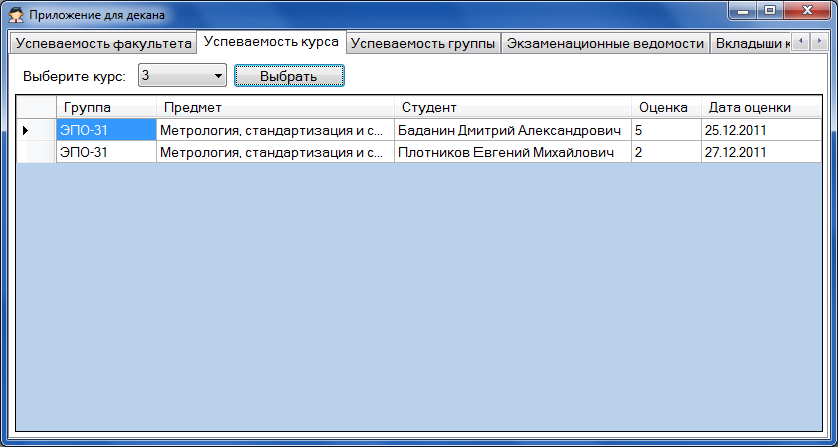 Приложение для декана
Успеваемость факультета Успеваемость курса Успеваемость группы Экзаменационные ведомости Вкладыши к
Выберите курс: 3 Выбрать
Группа Предмет Студент Оценка Дата оценки
ЭПО-31 Метрология, стандартизация и с... Баданин Дмитрий Александрович 5 25.12.2011
ЭПО-31 Метрология, стандартизация и с... Плотников Евгений Михайлович 2 27.12.2011